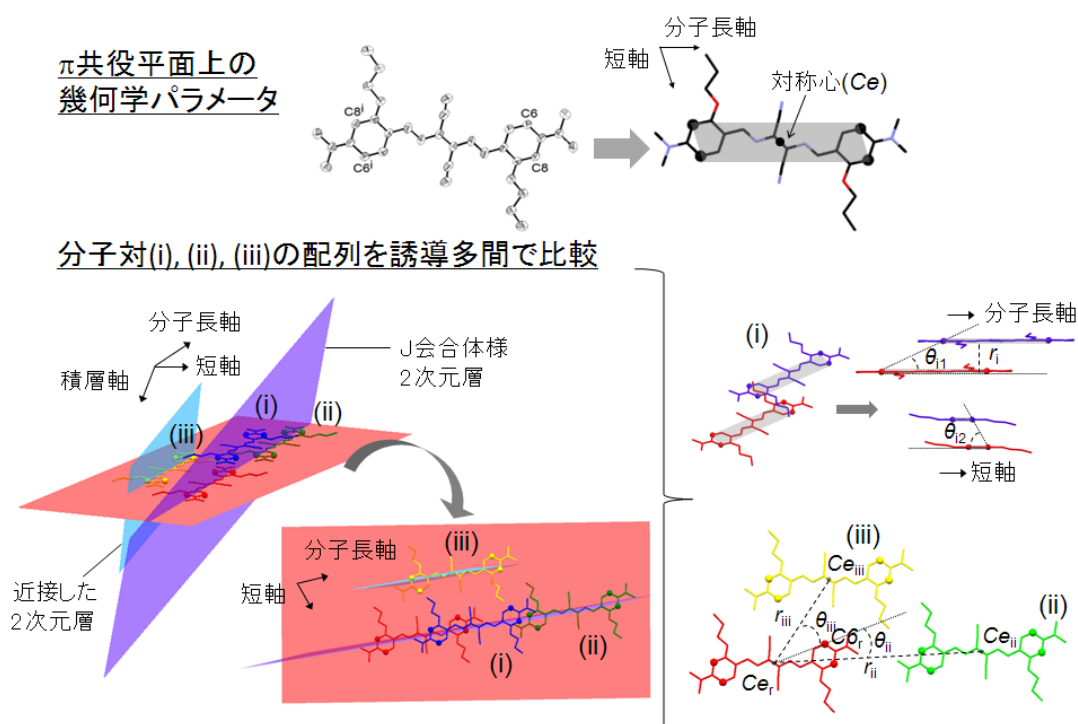 π共役平面上の
幾何学パラメータ
C8i
C6i
C6
C8
分子長軸
短軸
対称心(Ce)
分子対(i), (ii), (iii)の配列を誘導多間で比較
分子長軸
短軸
積層軸
J会合体様
2次元層
(i)
(ii)
(iii)
近接した
2次元層
分子長軸
短軸
(iii)
(i)
(ii)
(i)
分子長軸
θi1
ri
θi2
短軸
(iii)
Ceiii
(ii)
riii
θiii
C6r
θii
Ceii
rii
Cer